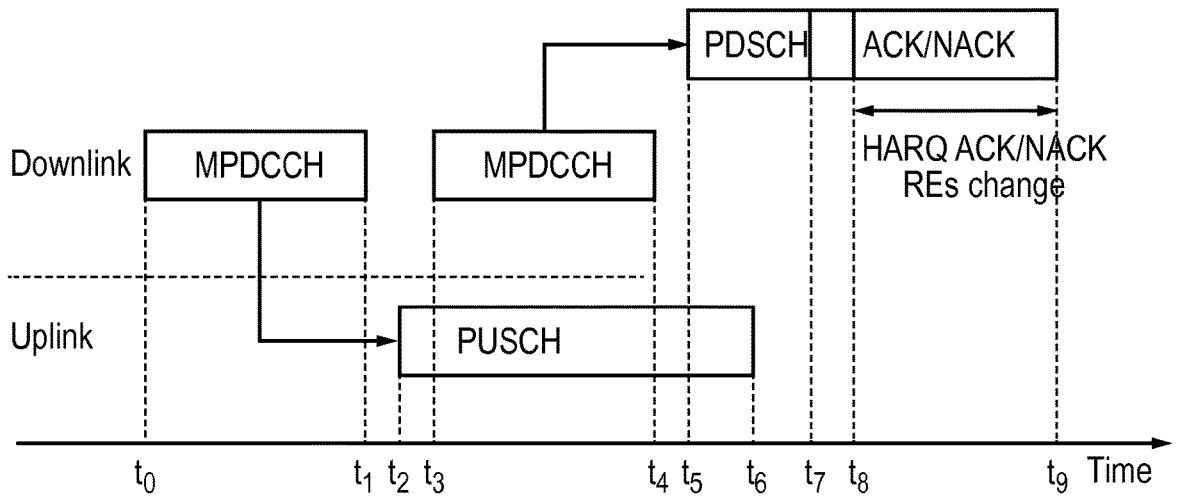 PDSCH ACK/NACK
Downlink MPDCCH MPDCCH
HARQ ACK/NACK
REs change
Uplink PUSCH
t0 t1 t2 t3 t4 t5 t6 t7 t8 t9 Time